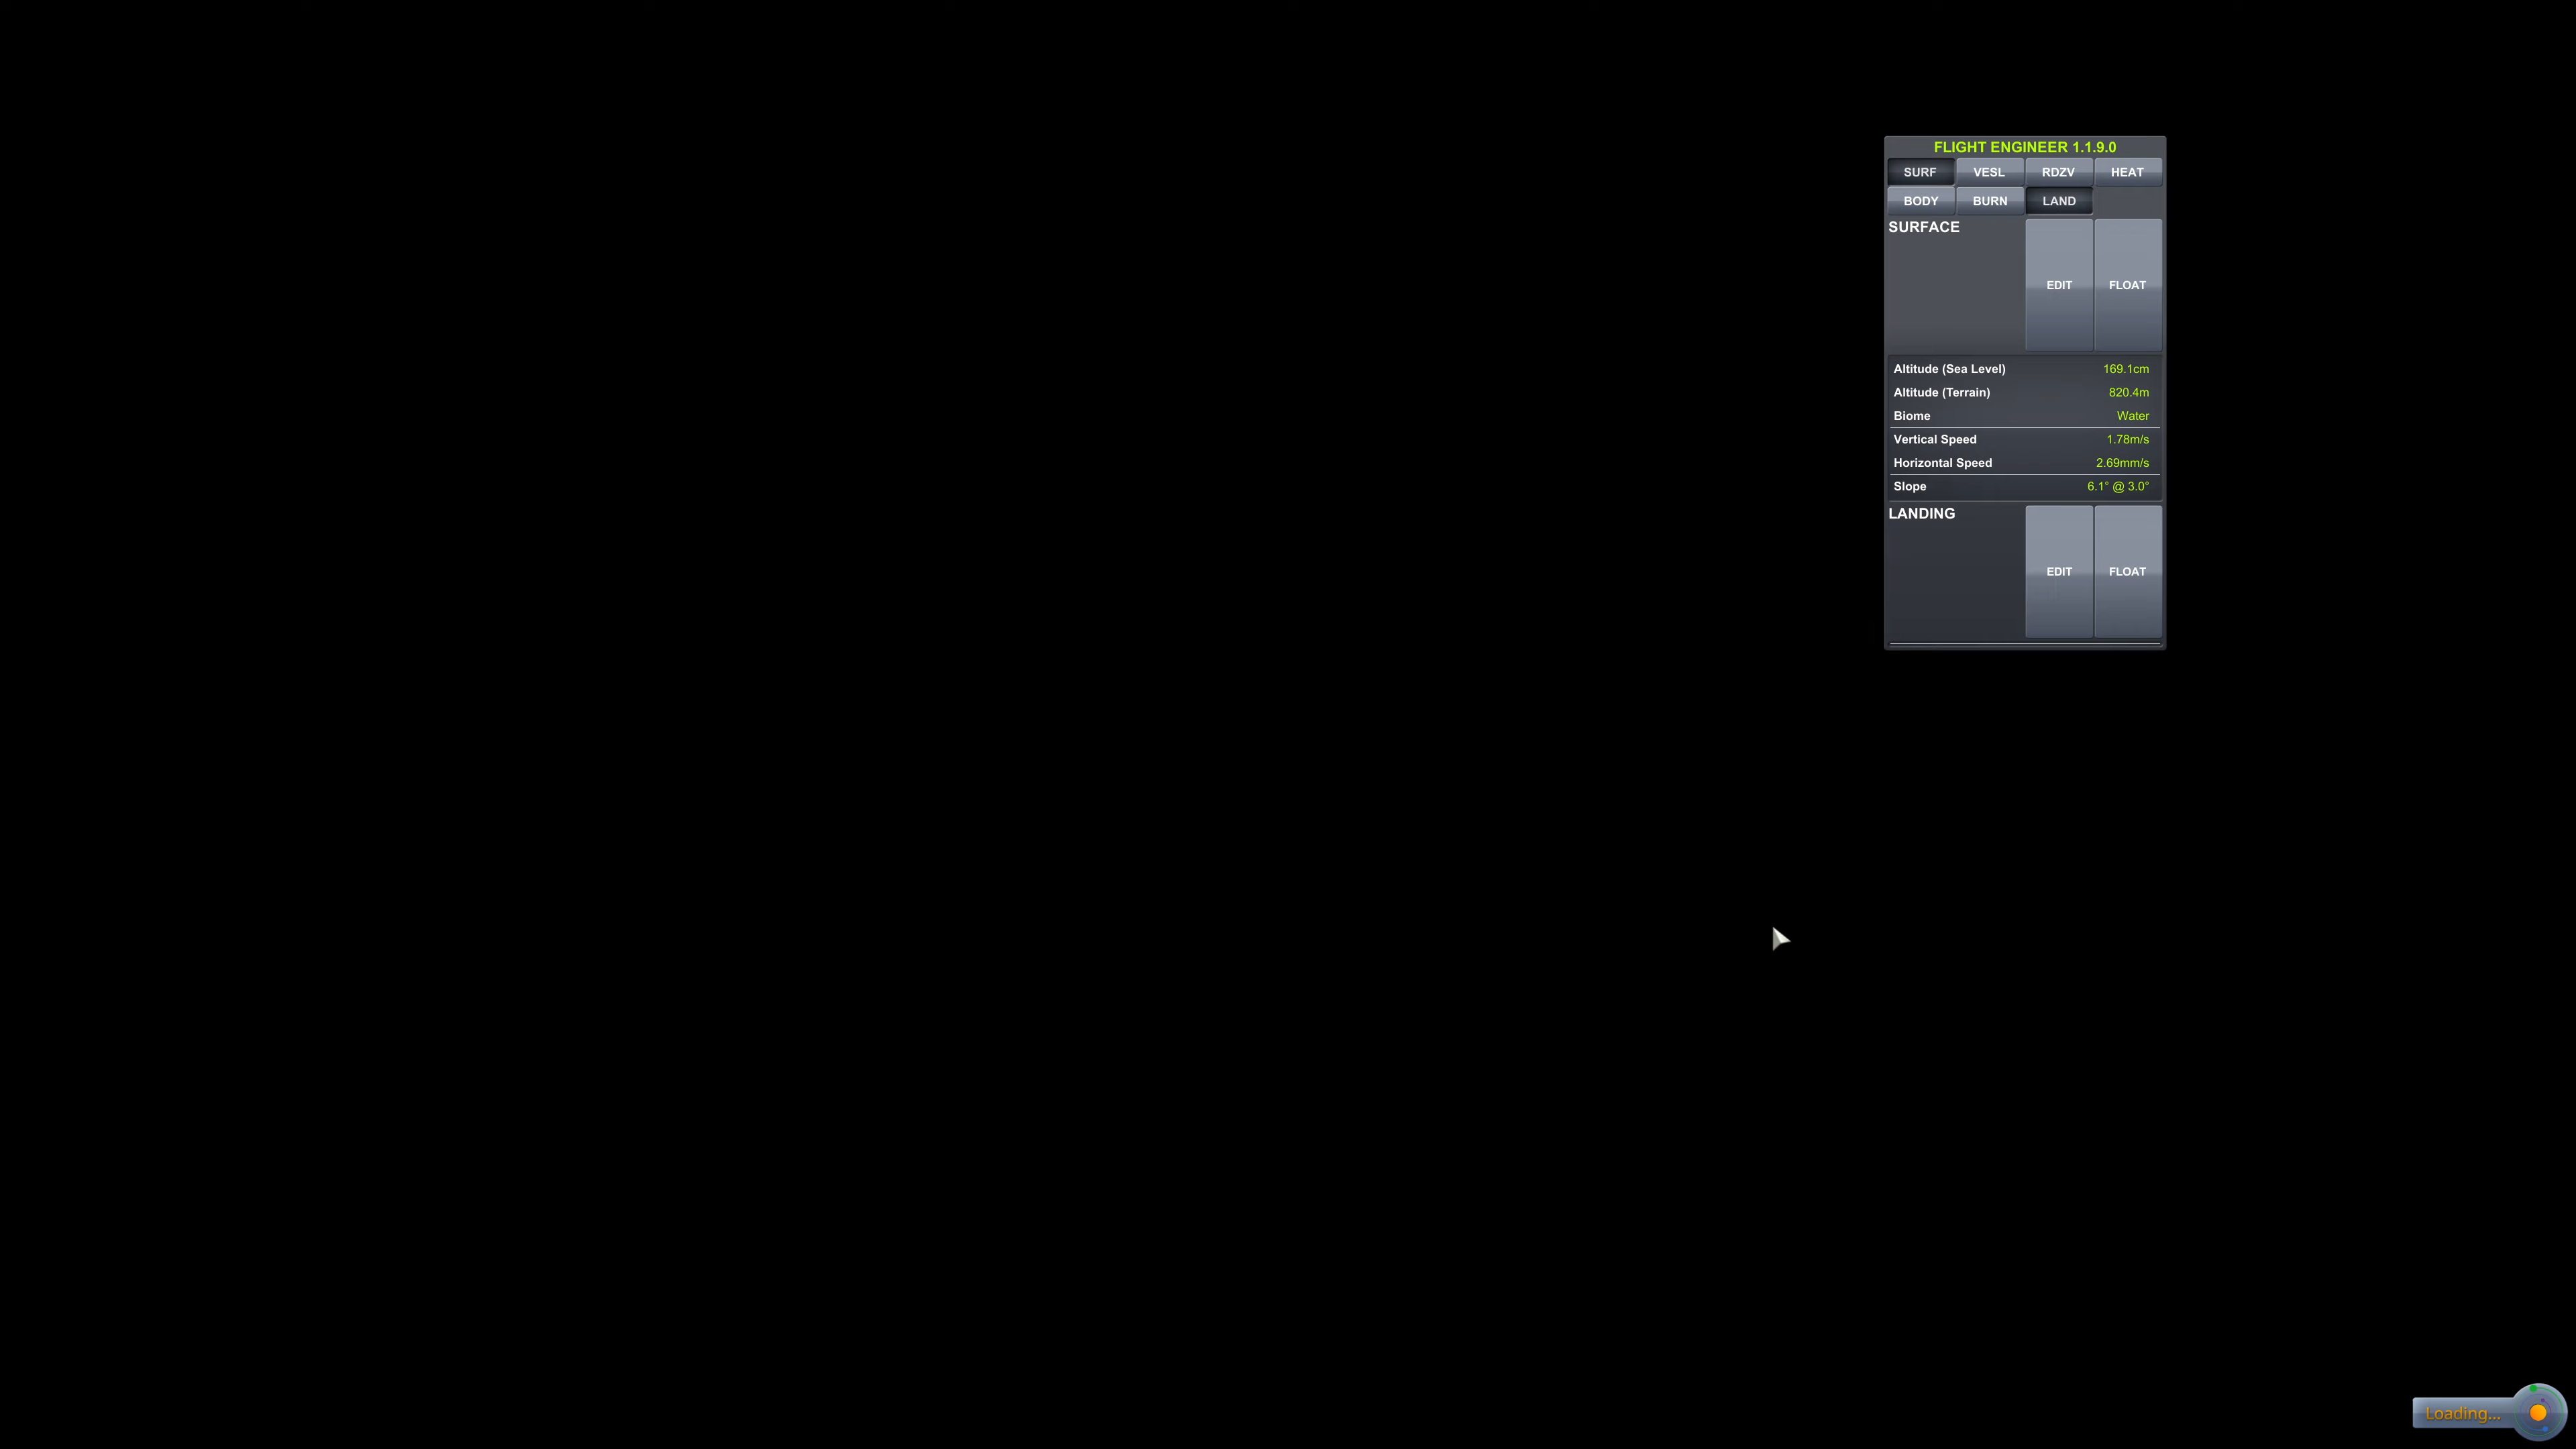 FLIGHT ENGINEER 1.1.9.0
SURF VESL RDZV HEAT
BODY BURN LAND
SURFACE
EDIT FLOAT
Altitude (Sea Level) 169.1cm
Altitude (Terrain) 820.4m
Biome Water
Vertical Speed 1.78m/s
Horizontal Speed 2.69mm/s
Slope 6.1° @ 3.0°
LANDING
EDIT FLOAT
Loading...